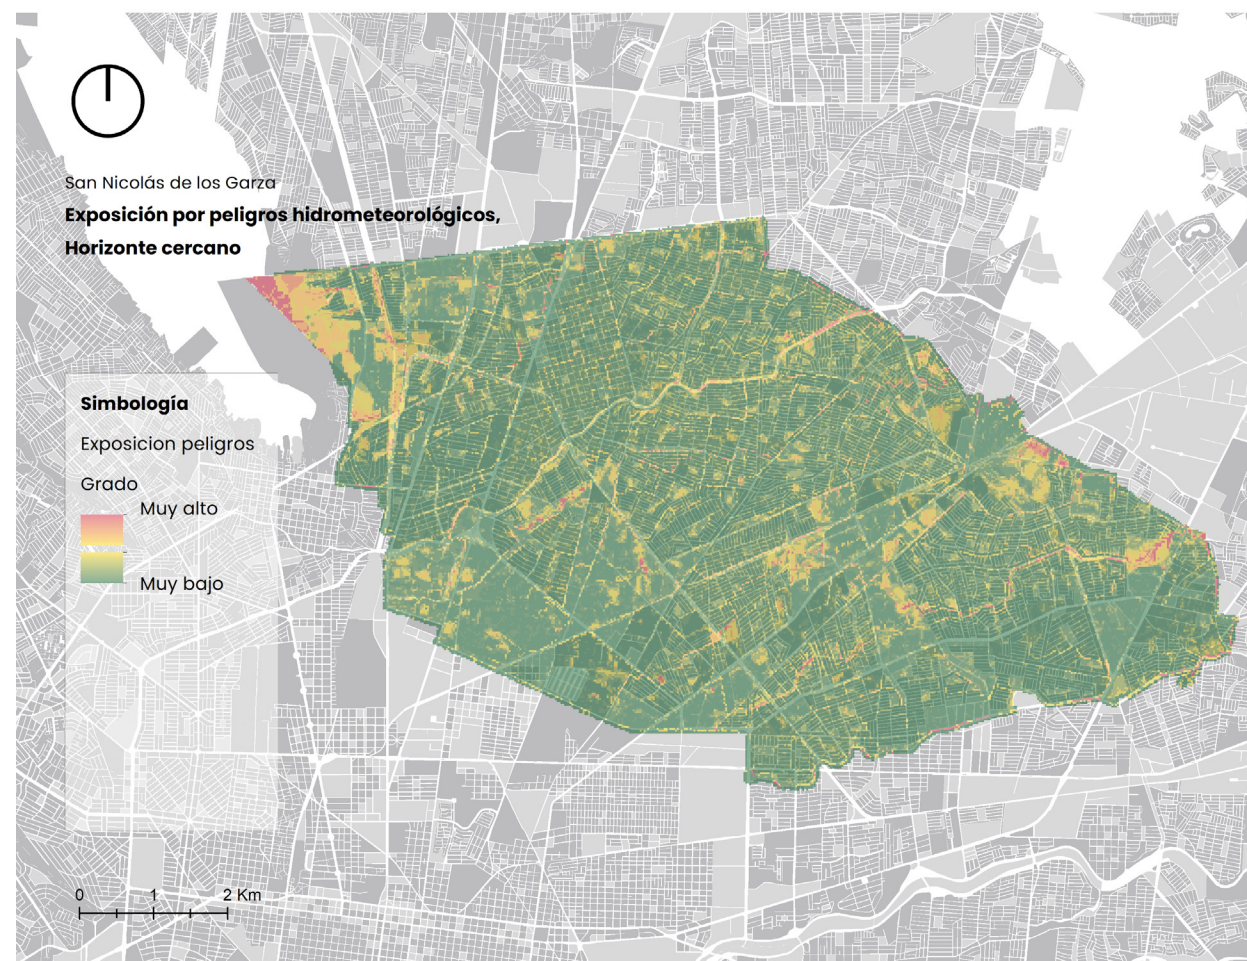 San Nicolás de los Garza
Exposición por peligros hidrometeorológicos,
Horizonte cercano
Simbología
Exposicion peligros
Grado
Muy alto
Muy bajo
0 1 2 Km